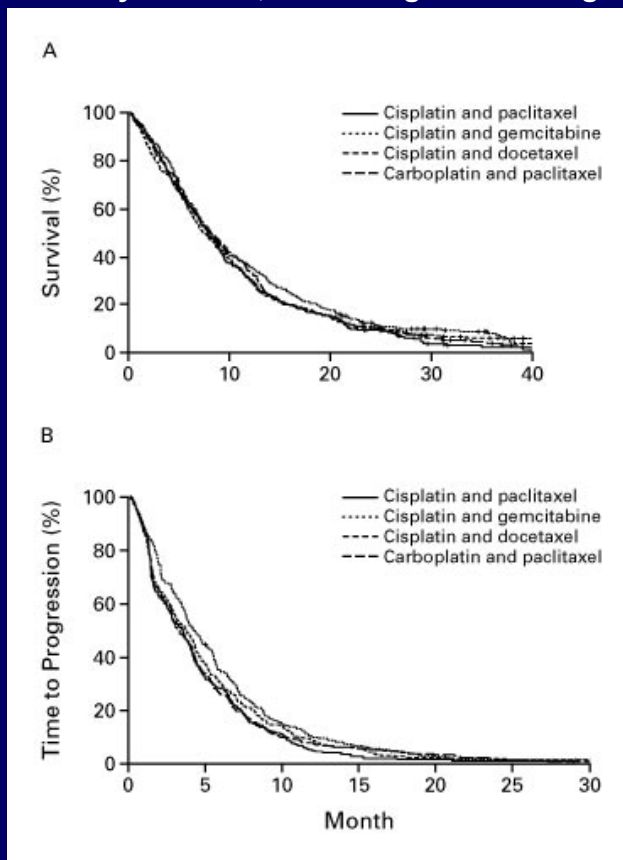 A
100
80
60
40
20
0
Survival (%)
Cisplatin and paclitaxel
Cisplatin and gemcitabine
Cisplatin and docetaxel
Carboplatin and paclitaxel
0 10 20 30 40
B
100
80
60
40
20
0
Time to Progression (%)
Cisplatin and paclitaxel
Cisplatin and gemcitabine
Cisplatin and docetaxel
Carboplatin and paclitaxel
0 5 10 15 20 25 30
Month